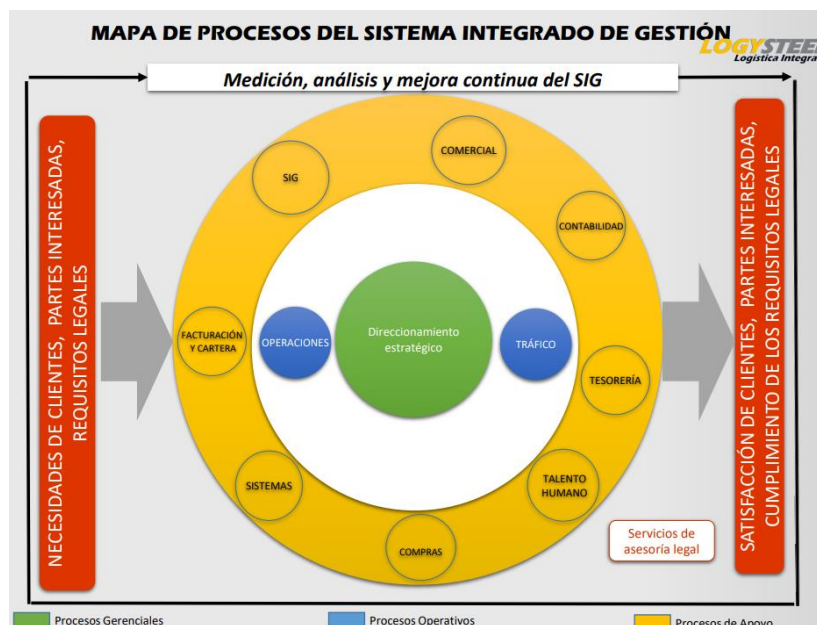 MAPA DE PROCESOS DEL SISTEMA INTEGRADO DE GESTIÓN
LOGYSTEEL
Logística Integra
Medición, análisis y mejora continua del SIG
NECESIDADES DE CLIENTES, PARTES INTERESADAS,
REQUISITOS LEGALES
SIG
COMERCIAL
CONTABILIDAD
FACTURACIÓN
Y CARTERA
OPERACIONES
Direccionamiento
estratégico
TRÁFICO
TESORERÍA
SISTEMAS
TALENTO
HUMANO
COMPRAS
Servicios de
asesoría legal
SATISFACCIÓN DE CLIENTES, PARTES INTERESADAS,
CUMPLIMIENTO DE LOS REQUISITOS LEGALES
Procesos Gerenciales
Procesos Operativos
Procesos de Apoyo